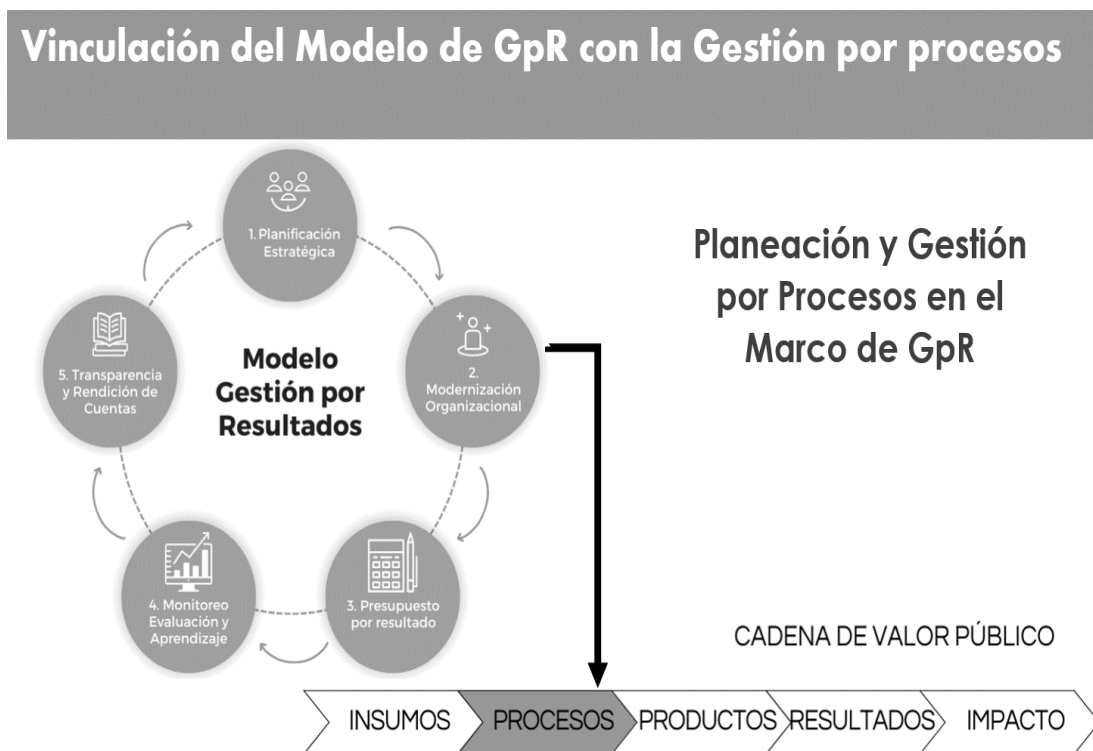 Vinculación del Modelo de GpR con la Gestión por procesos
1. Planificación
Estratégica
Planeación y Gestión
por Procesos en el
Marco de GpR
5. Transparencia
y Rendición de
Cuentas
Modelo
Gestión por
Resultados
2.
Modernización
Organizacional
4. Monitoreo
Evaluación y
Aprendizaje
3. Presupuesto
por resultado
CADENA DE VALOR PÚBLICO
INSUMOS
PROCESOS
PRODUCTOS
RESULTADOS
IMPACTO